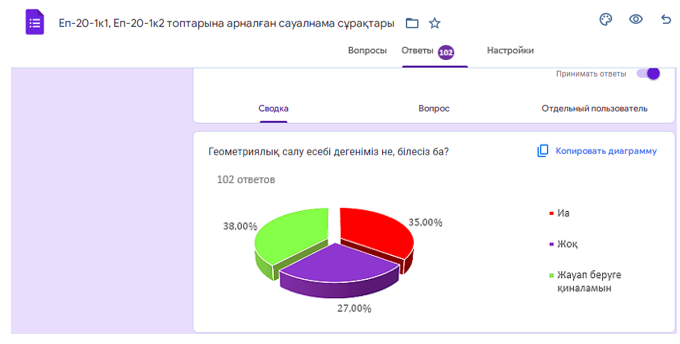 Еп-20-1к1, Еп-20-1к2 топтарына арналған сауалнама сұрақтары
Вопросы Ответы 102 Настройки
Принимать ответы
Сводка Вопрос Отдельный пользователь
Геометриялық салу есебі дегеніміз не, білесіз ба?
Копировать диаграмму
102 ответов
38.00%
35.00%
27.00%
Иа
Жоқ
Жауап беруге
қиналамын